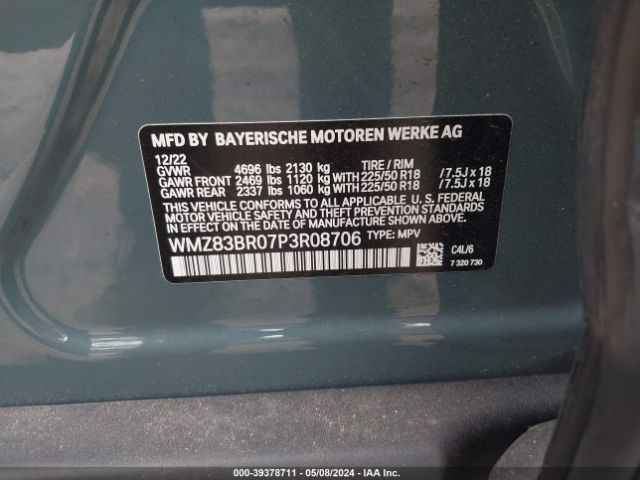 MFD BY BAYERISCHE MOTOREN WERKE AG
12/22
GVWR 4696 lbs 2130 kg TIRE / RIM
GAWR FRONT 2469 lbs 1120 kg WITH 225/50 R18 / 7.5J x 18
GAWR REAR 2337 lbs 1060 kg WITH 225/50 R18 / 7.5J x 18
THIS VEHICLE CONFORMS TO ALL APPLICABLE U. S. FEDERAL
MOTOR VEHICLE SAFETY AND THEFT PREVENTION STANDARDS
IN EFFECT ON THE DATE OF MANUFACTURE SHOWN ABOVE.
WMZ83BR07P3R08706 TYPE: MPV
C4L/6
7 320 730
000-39378711 - 05/08/2024 - IAA Inc.